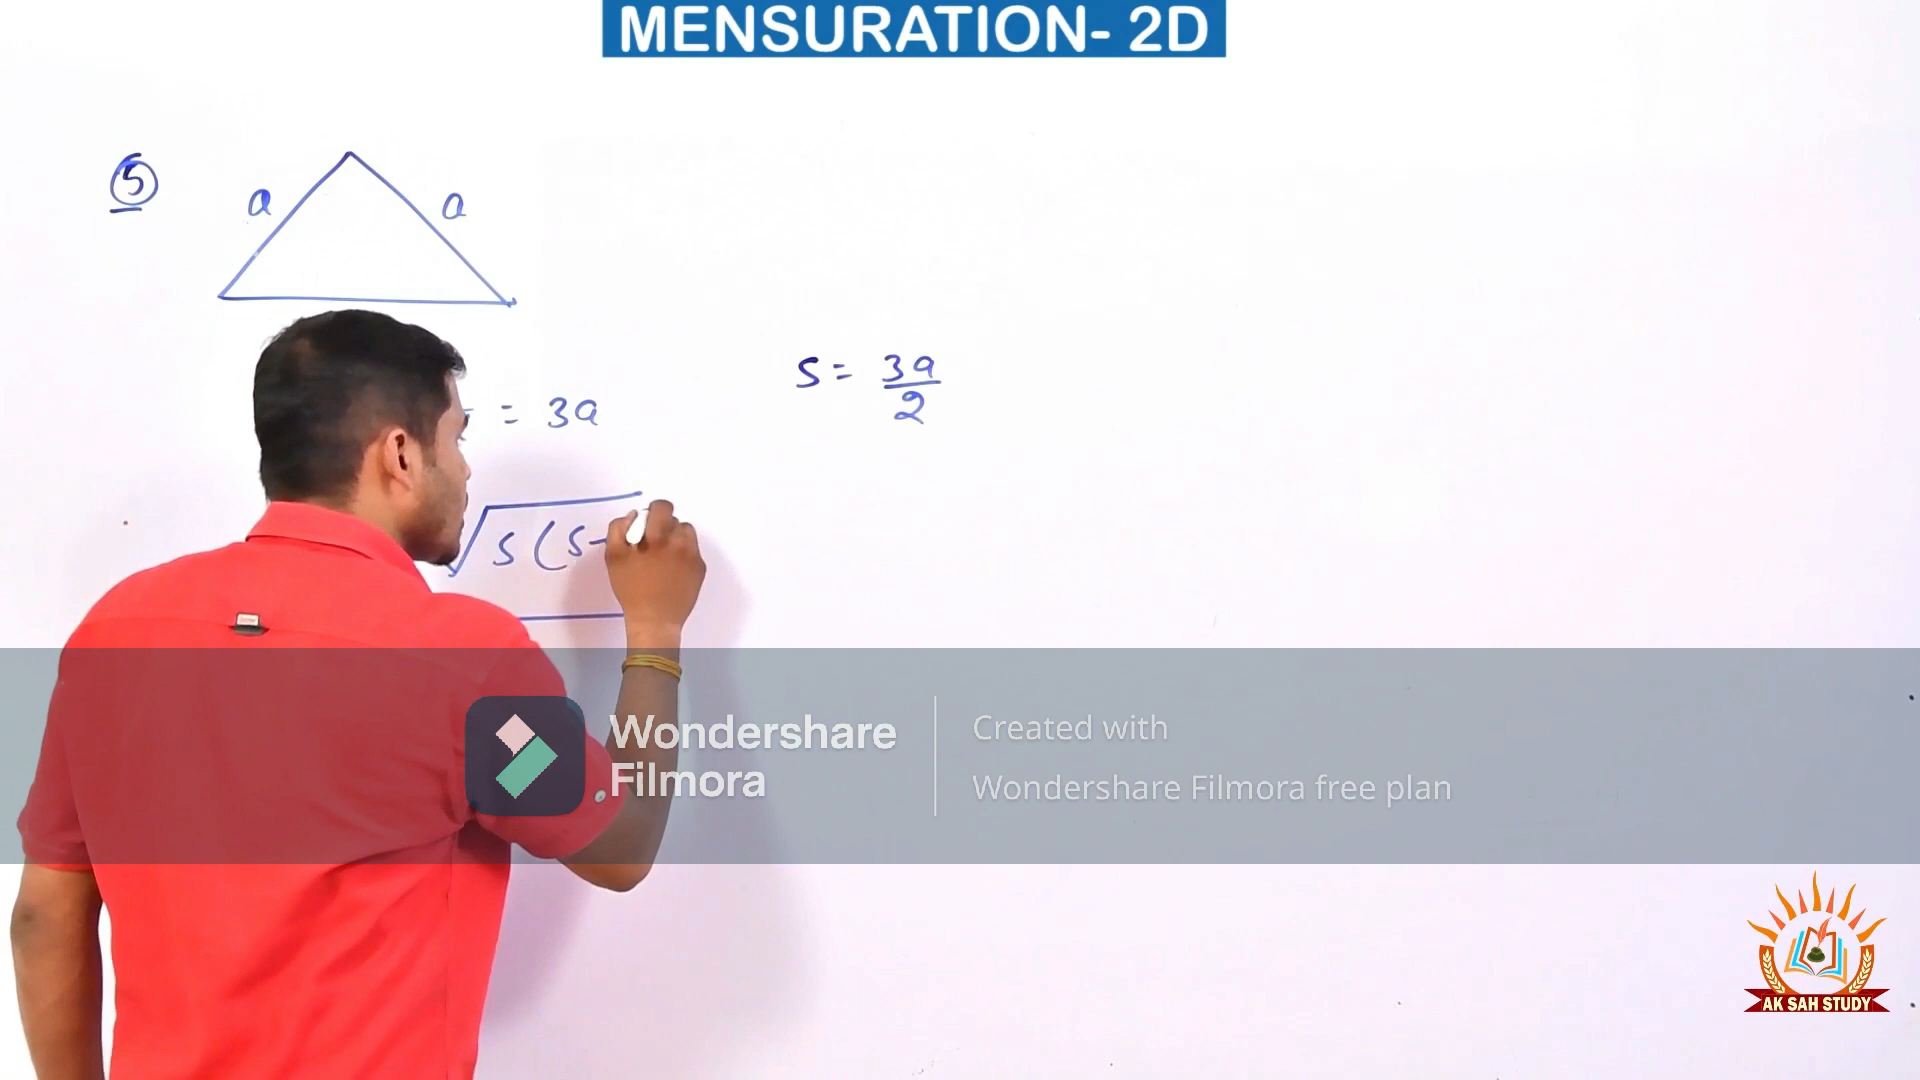 MENSURATION- 2D
5
a a
= 3a
S = 3a/2
√S(S-
Wondershare
Filmora
Created with
Wondershare Filmora free plan
AK SAH STUDY